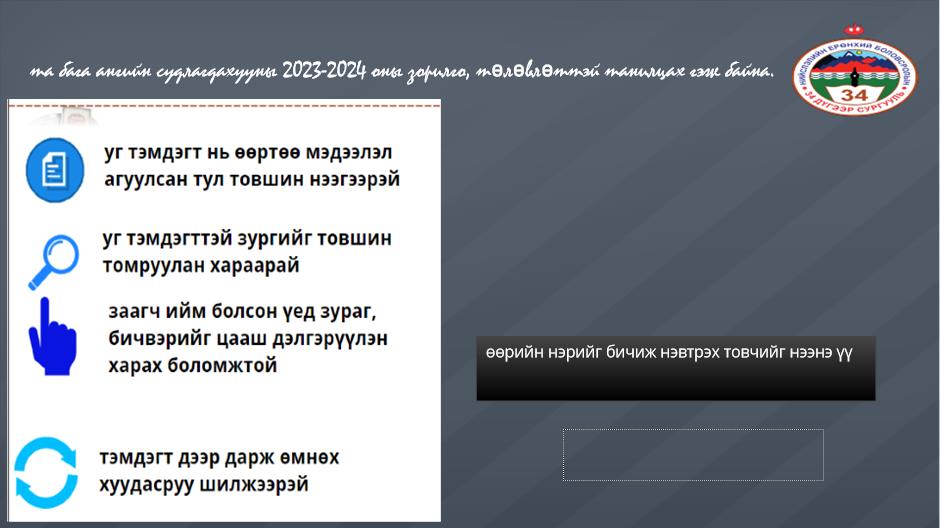 та бага ангийн судлагдахууны 2023-2024 оны зорилго, төлөвлөттэй танилцах гэж байна.
НИЙСЛЭЛИЙН ЕРӨНХИЙ БОЛОВСРОЛЫН
34
34 ДҮГЭЭР СУРГУУЛЬ
уг тэмдэгт нь өөртөө мэдээлэл
агуулсан тул товшин нээгээрэй
уг тэмдэгттэй зургийг товшин
томруулан хараарай
заагч ийм болсон үед зураг,
бичвэрийг цааш дэлгэрүүлэн
харах боломжтой
тэмдэгт дээр дарж өмнөх
хуудасруу шилжээрэй
өөрийн нэрийг бичиж нэвтрэх товчийг нээнэ үү